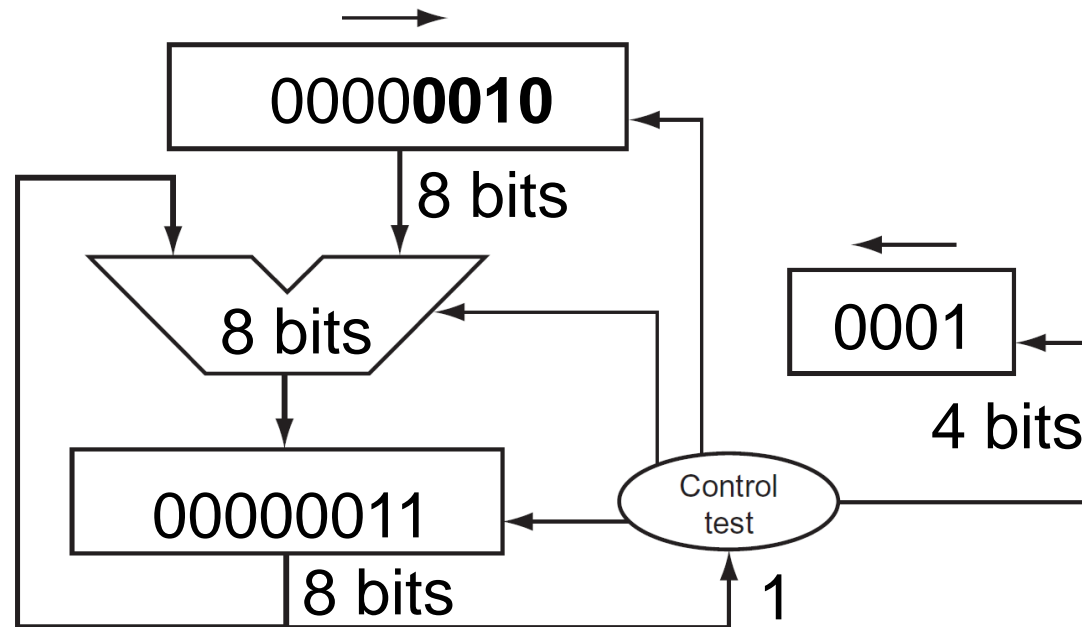 00000010
8 bits
8 bits
0001
4 bits
Control
test
00000011
8 bits
1